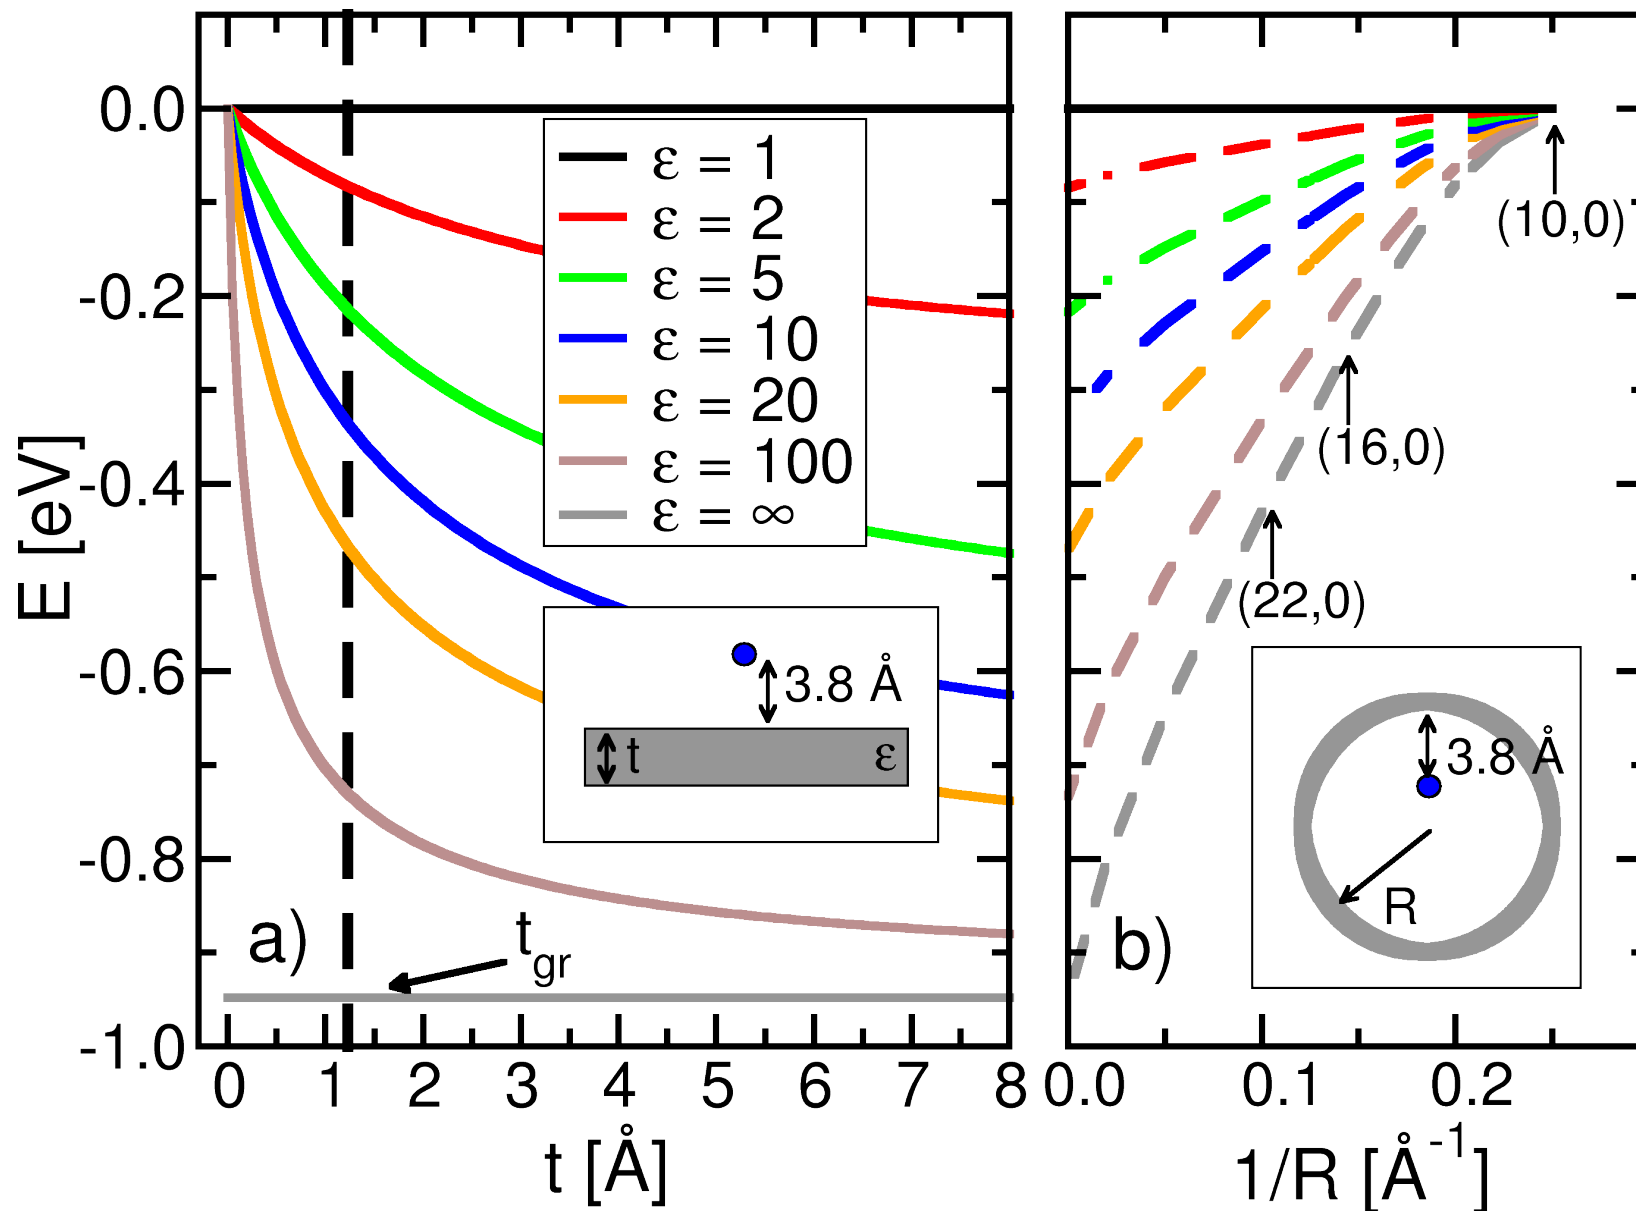 0.0
-0.2
-0.4
-0.6
-0.8
-1.0
E [eV]
ε = 1
ε = 2
ε = 5
ε = 10
ε = 20
ε = 100
ε = ∞
3.8 Å
t
ε
a)
t_gr
0 1 2 3 4 5 6 7 8
t [Å]
(10,0)
(16,0)
(22,0)
3.8 Å
R
b)
0.0 0.1 0.2
1/R [Å⁻¹]